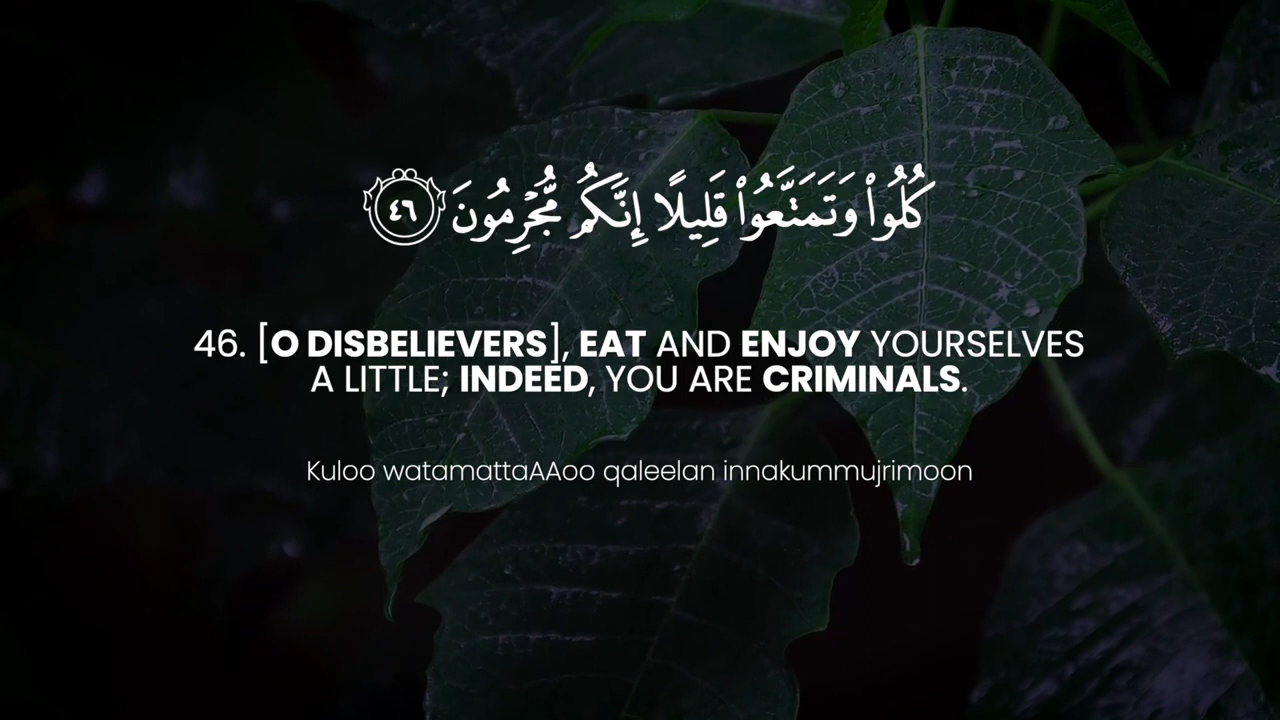 كُلُوا۟ وَتَمَتَّعُوا۟ قَلِيلًا إِنَّكُم مُّجْرِمُونَ ٤٦
46. [O DISBELIEVERS], EAT AND ENJOY YOURSELVES
A LITTLE; INDEED, YOU ARE CRIMINALS.
Kuloo watamattaAAoo qaleelan innakummujrimoon